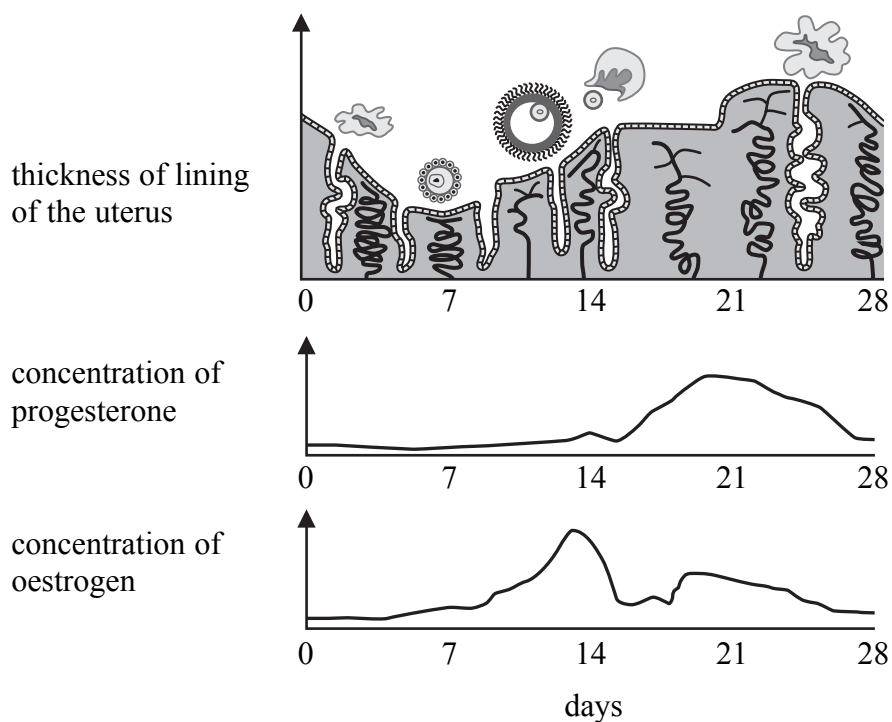 thickness of lining
of the uterus
0 7 14 21 28
concentration of
progesterone
0 7 14 21 28
concentration of
oestrogen
0 7 14 21 28
days